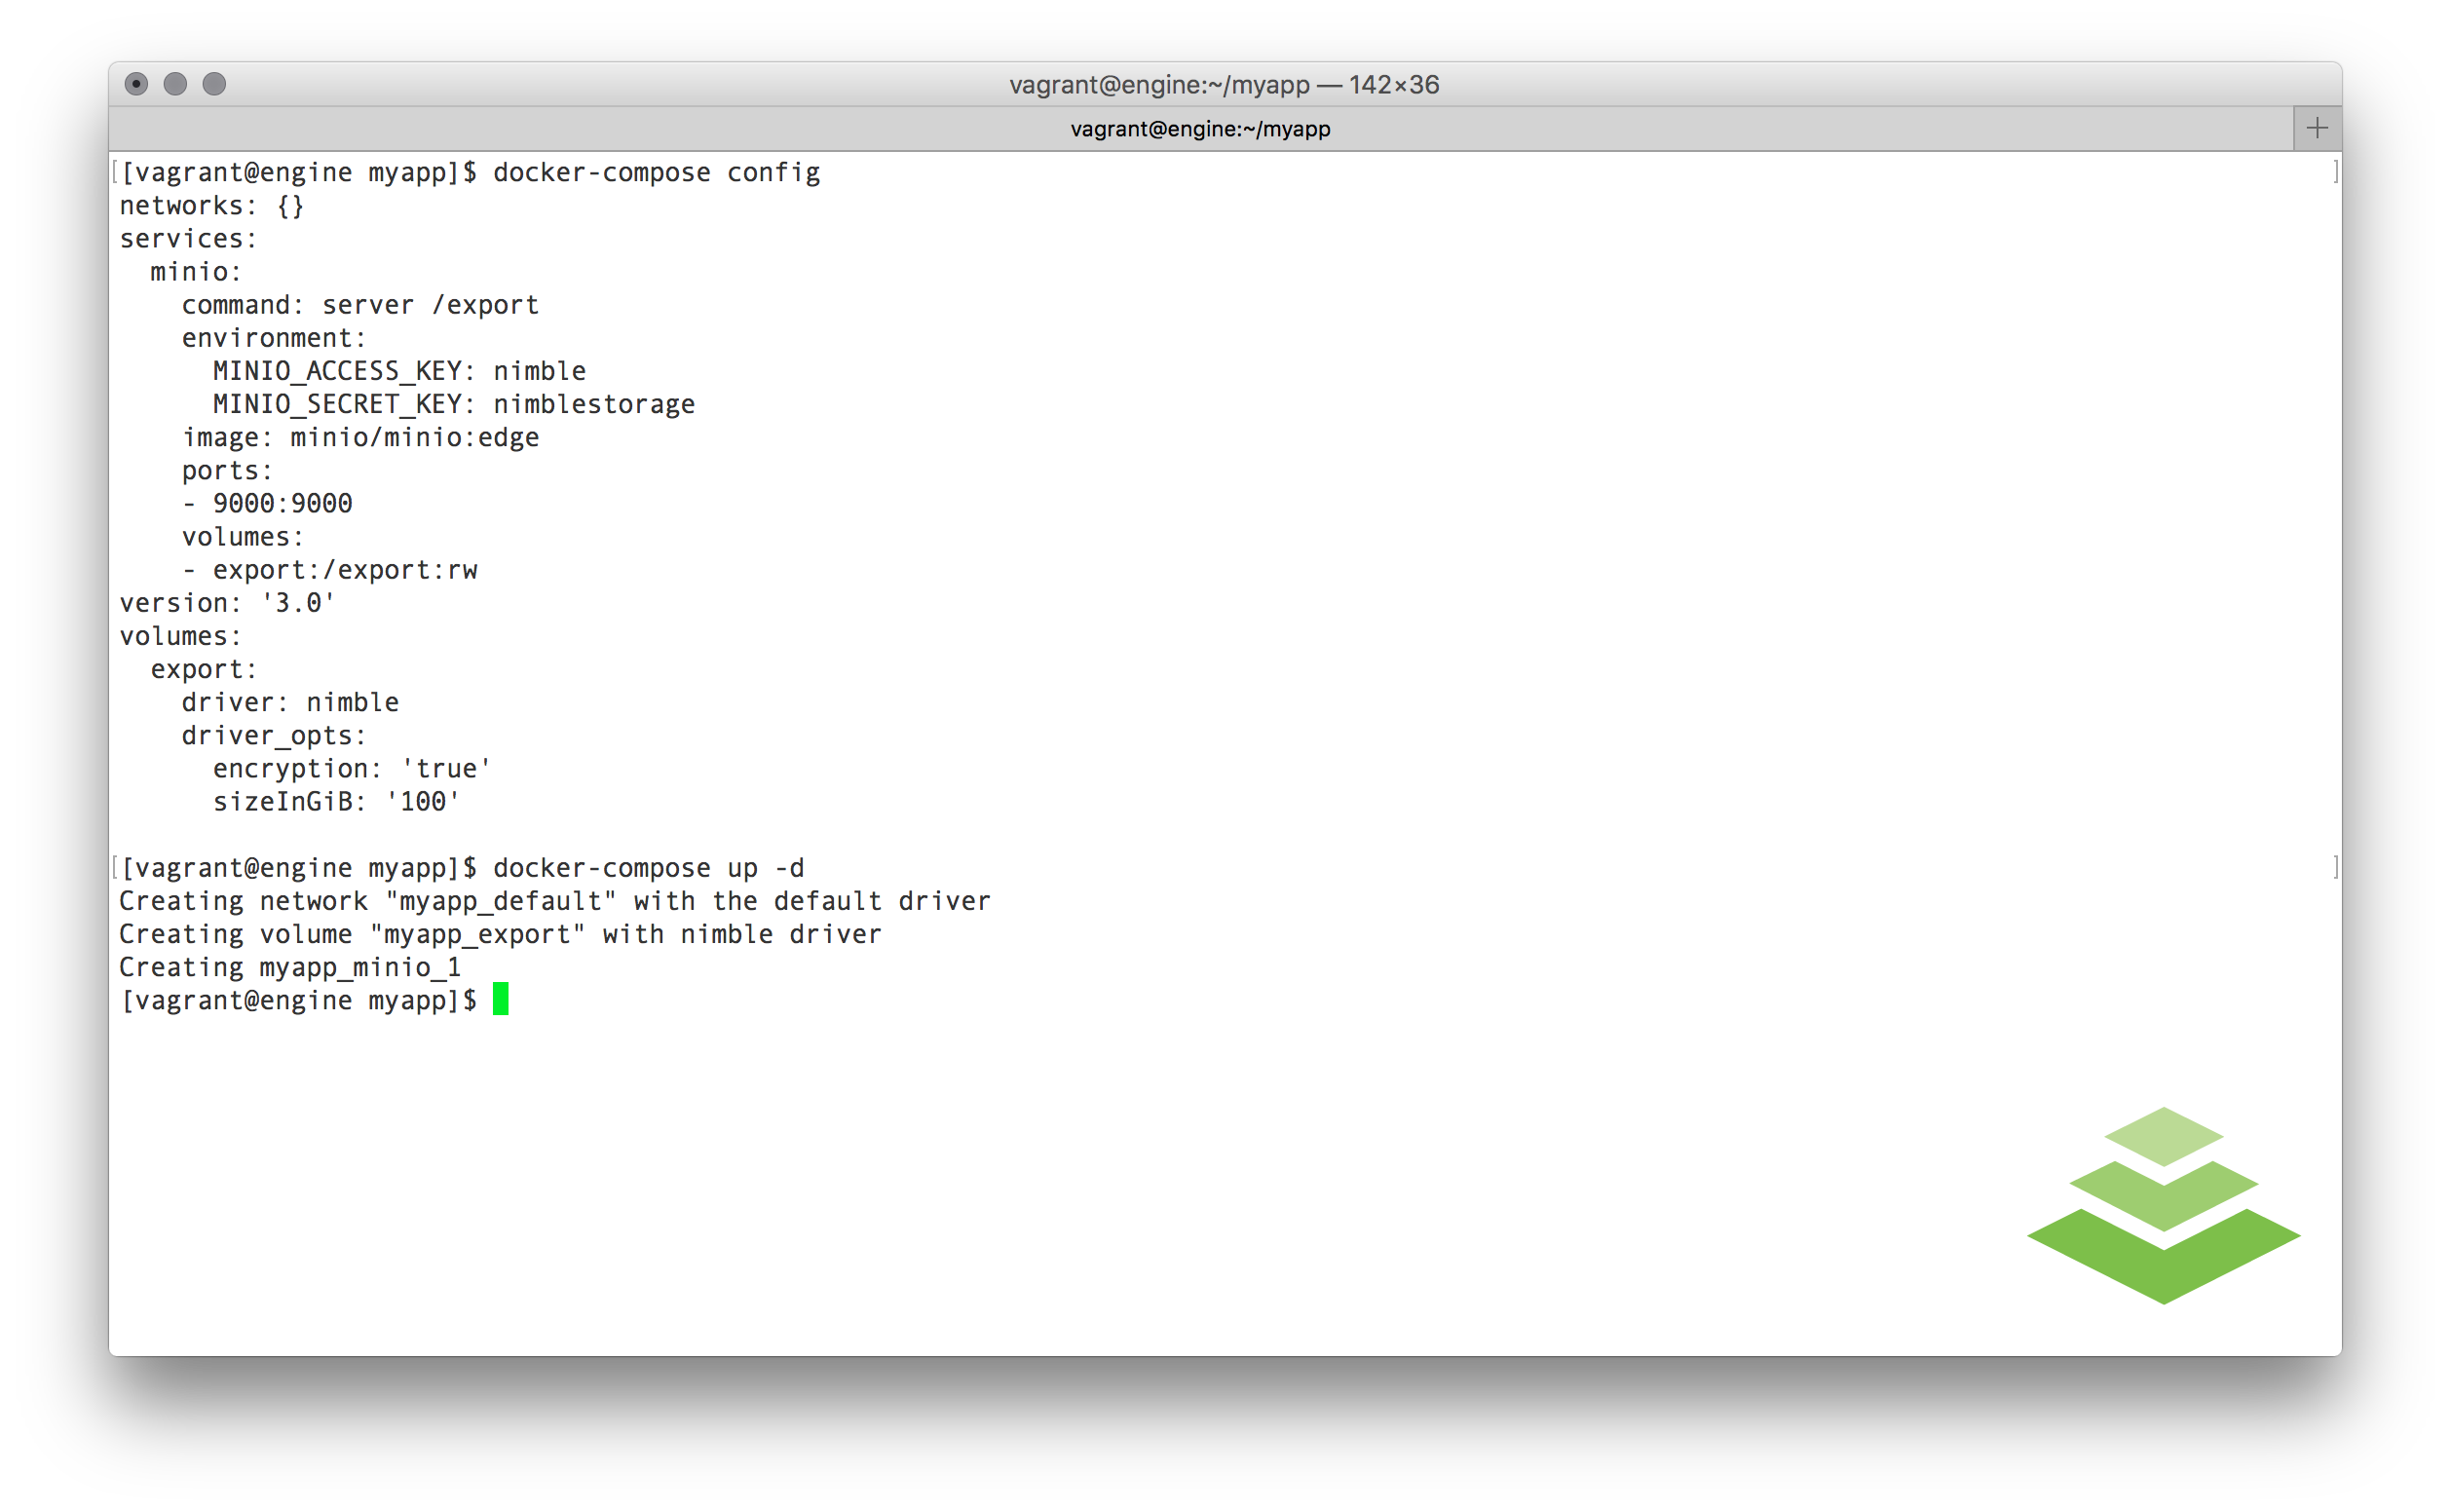 vagrant@engine:~/myapp — 142×36
vagrant@engine:~/myapp
[vagrant@engine myapp]$ docker-compose config
networks: {}
services:
  minio:
    command: server /export
    environment:
      MINIO_ACCESS_KEY: nimble
      MINIO_SECRET_KEY: nimblestorage
    image: minio/minio:edge
    ports:
    - 9000:9000
    volumes:
    - export:/export:rw
version: '3.0'
volumes:
  export:
    driver: nimble
    driver_opts:
      encryption: 'true'
      sizeInGiB: '100'

[vagrant@engine myapp]$ docker-compose up -d
Creating network "myapp_default" with the default driver
Creating volume "myapp_export" with nimble driver
Creating myapp_minio_1
[vagrant@engine myapp]$